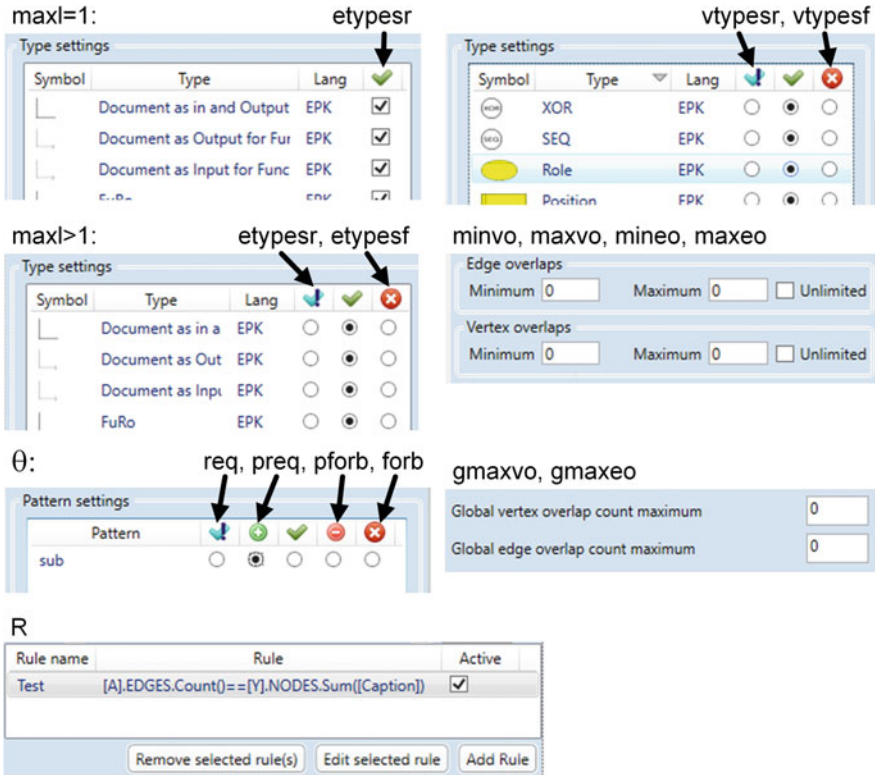 maxl=1:
etypesr
Type settings
Symbol Type Lang
Document as in and Output EPK
Document as Output for Fur EPK
Document as Input for Func EPK
FuRo EPK
vtypesr, vtypesf
Type settings
Symbol Type Lang
XOR XOR EPK
SEQ SEQ EPK
Role EPK
Position EPK
maxl>1:
etypesr, etypesf
Type settings
Symbol Type Lang
Document as in a EPK
Document as Out EPK
Document as Inpu EPK
FuRo EPK
minvo, maxvo, mineo, maxeo
Edge overlaps
Minimum 0 Maximum 0 Unlimited
Vertex overlaps
Minimum 0 Maximum 0 Unlimited
θ:
req, preq, pforb, forb
Pattern settings
Pattern
sub
gmaxvo, gmaxeo
Global vertex overlap count maximum 0
Global edge overlap count maximum 0
R
Rule name Rule Active
Test [A].EDGES.Count()==[Y].NODES.Sum([Caption])
Remove selected rule(s) Edit selected rule Add Rule